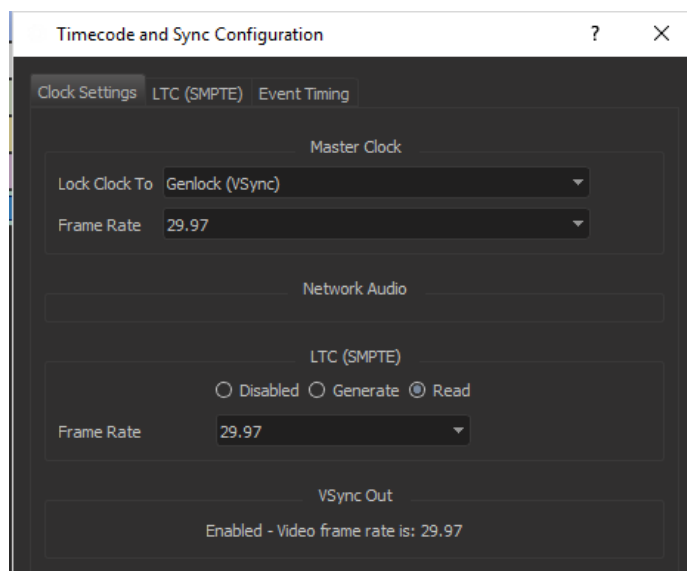 Timecode and Sync Configuration ?
Clock Settings LTC (SMPTE) Event Timing
Master Clock
Lock Clock To Genlock (VSync)
Frame Rate 29.97
Network Audio
LTC (SMPTE)
Disabled Generate Read
Frame Rate 29.97
VSync Out
Enabled - Video frame rate is: 29.97